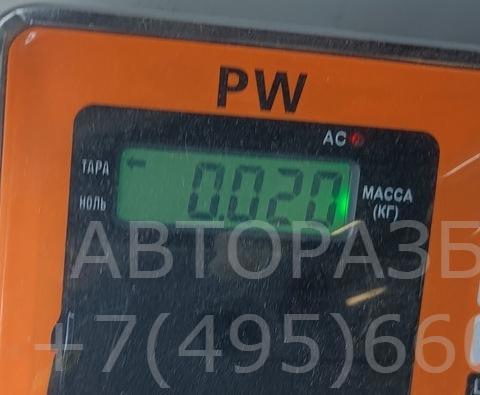 PW
AC
ТАРА
0.020
МАССА
НОЛЬ
(КГ)
АВТОРАЗБ
+7(495)66